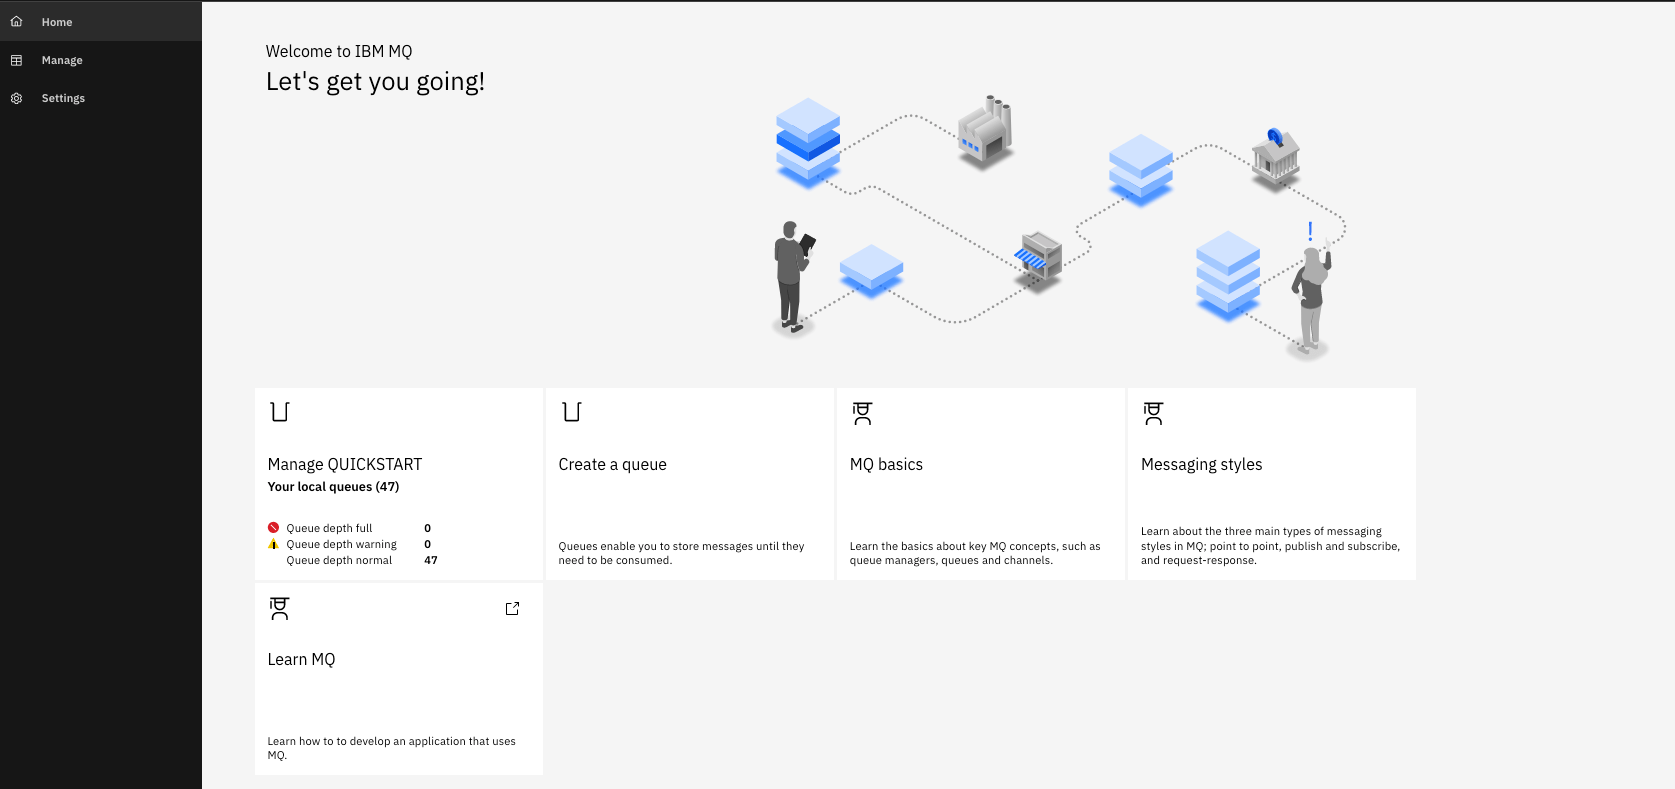 Home
Manage
Settings
Welcome to IBM MQ
Let's get you going!
!
Manage QUICKSTART
Your local queues (47)
Queue depth full 0
Queue depth warning 0
Queue depth normal 47
Create a queue
Queues enable you to store messages until they
need to be consumed.
MQ basics
Learn the basics about key MQ concepts, such as
queue managers, queues and channels.
Messaging styles
Learn about the three main types of messaging
styles in MQ; point to point, publish and subscribe,
and request-response.
Learn MQ
Learn how to to develop an application that uses
MQ.